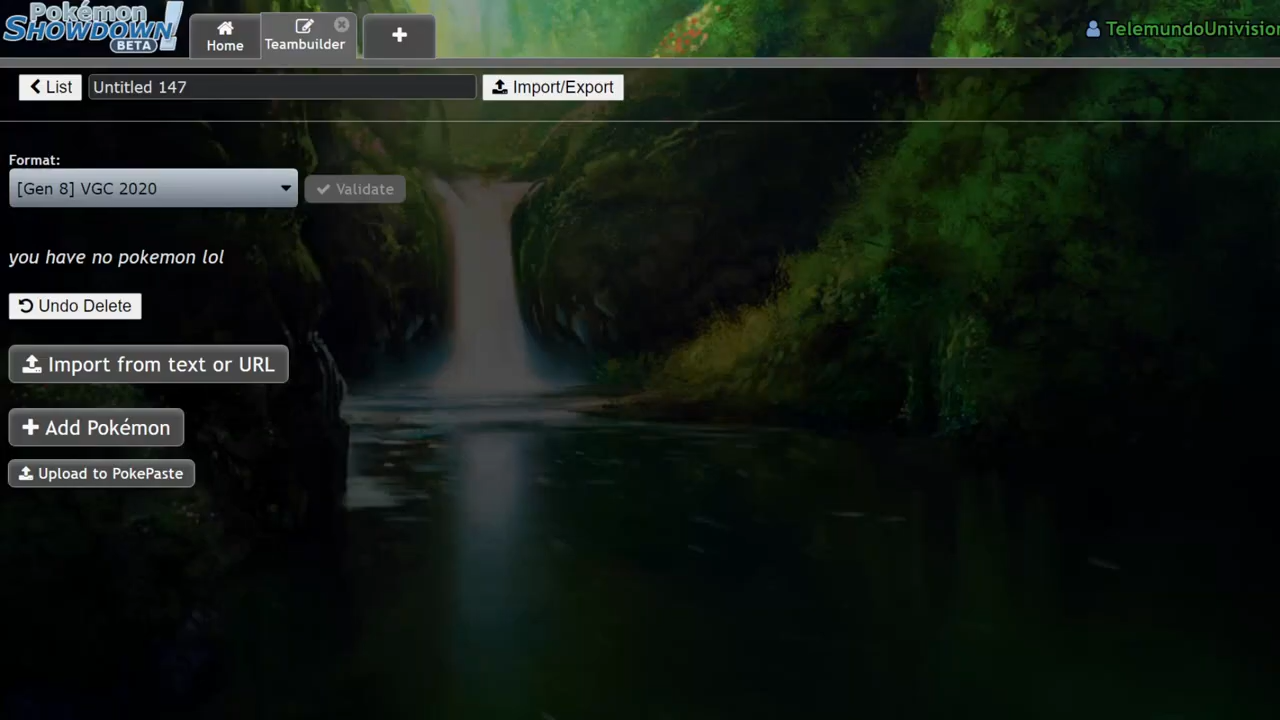 Pokémon
SHOWDOWN!
BETA
Home
Teambuilder
TelemundoUnivision
List
Untitled 147
Import/Export
Format:
[Gen 8] VGC 2020
Validate
you have no pokemon lol
Undo Delete
Import from text or URL
Add Pokémon
Upload to PokePaste